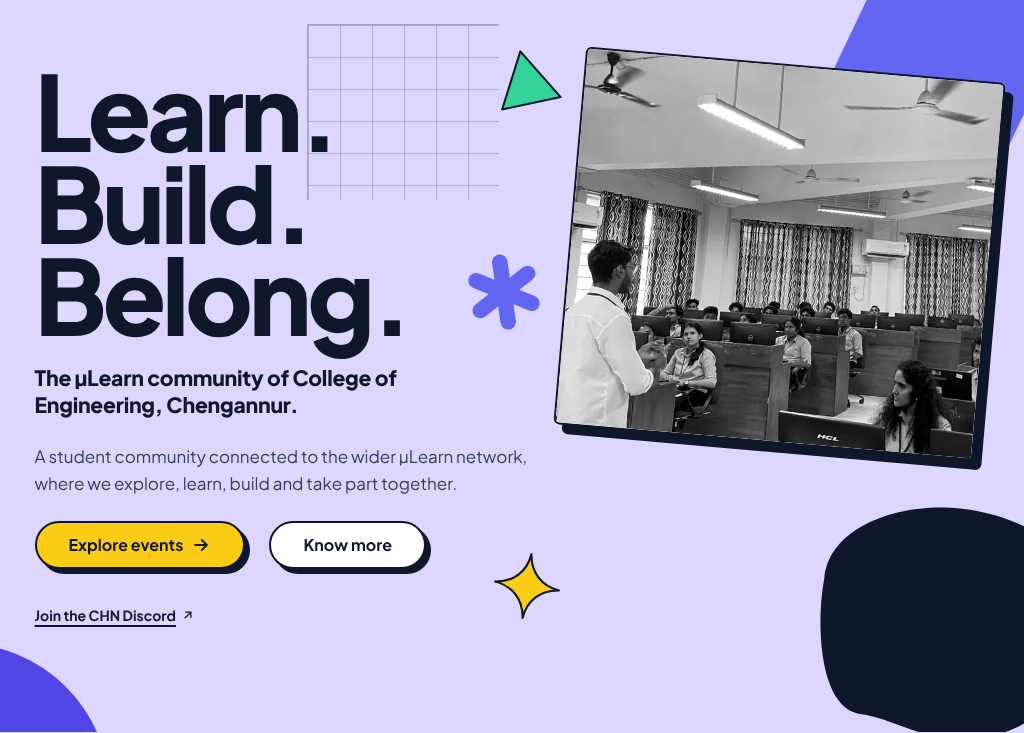 Learn.
Build.
Belong.
The µLearn community of College of
Engineering, Chengannur.
A student community connected to the wider µLearn network,
where we explore, learn, build and take part together.
Explore events →
Know more
Join the CHN Discord ↗
HCL